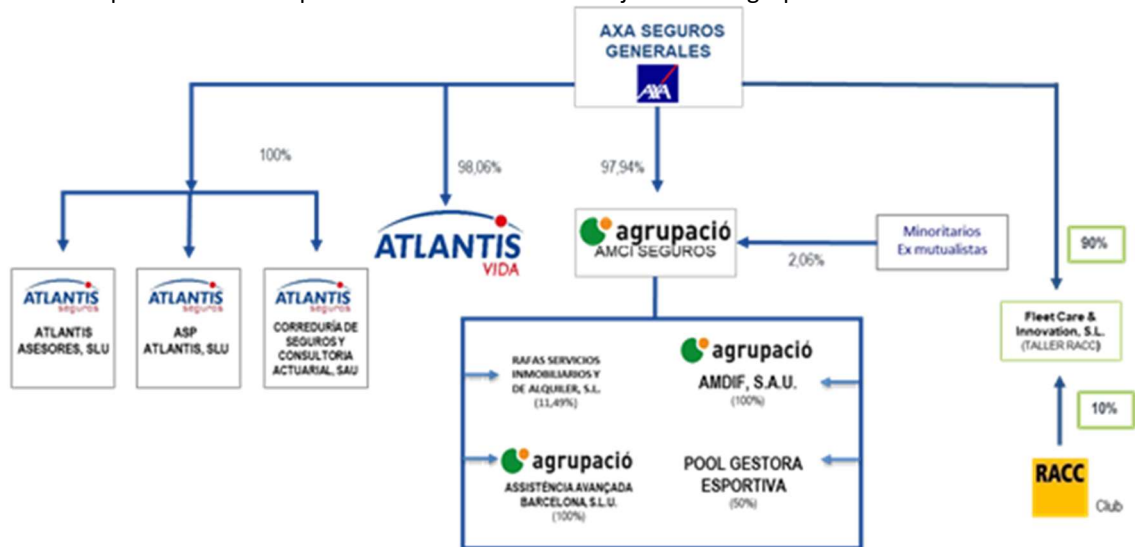 AXA SEGUROS
GENERALES
AXA
100%
98,06%
97,94%
ATLANTIS
VIDA
agrupació
AMCI SEGUROS
2,06%
Minoritarios
Ex mutualistas
90%
ATLANTIS
seguros
ATLANTIS
ASESORES, SLU
ATLANTIS
seguros
ASP
ATLANTIS, SLU
ATLANTIS
seguros
CORREDURÍA DE
SEGUROS Y
CONSULTORIA
ACTUARIAL, SAU
RAFAS SERVICIOS
INMOBILIARIOS Y
DE ALQUILER, S.L.
(11,49%)
agrupació
AMDIF, S.A.U.
(100%)
agrupació
ASSISTÈNCIA AVANÇADA
BARCELONA, S.L.U.
(100%)
POOL GESTORA
ESPORTIVA
(50%)
Fleet Care &
Innovation, S.L.
(TALLER RACC)
10%
RACC
Club